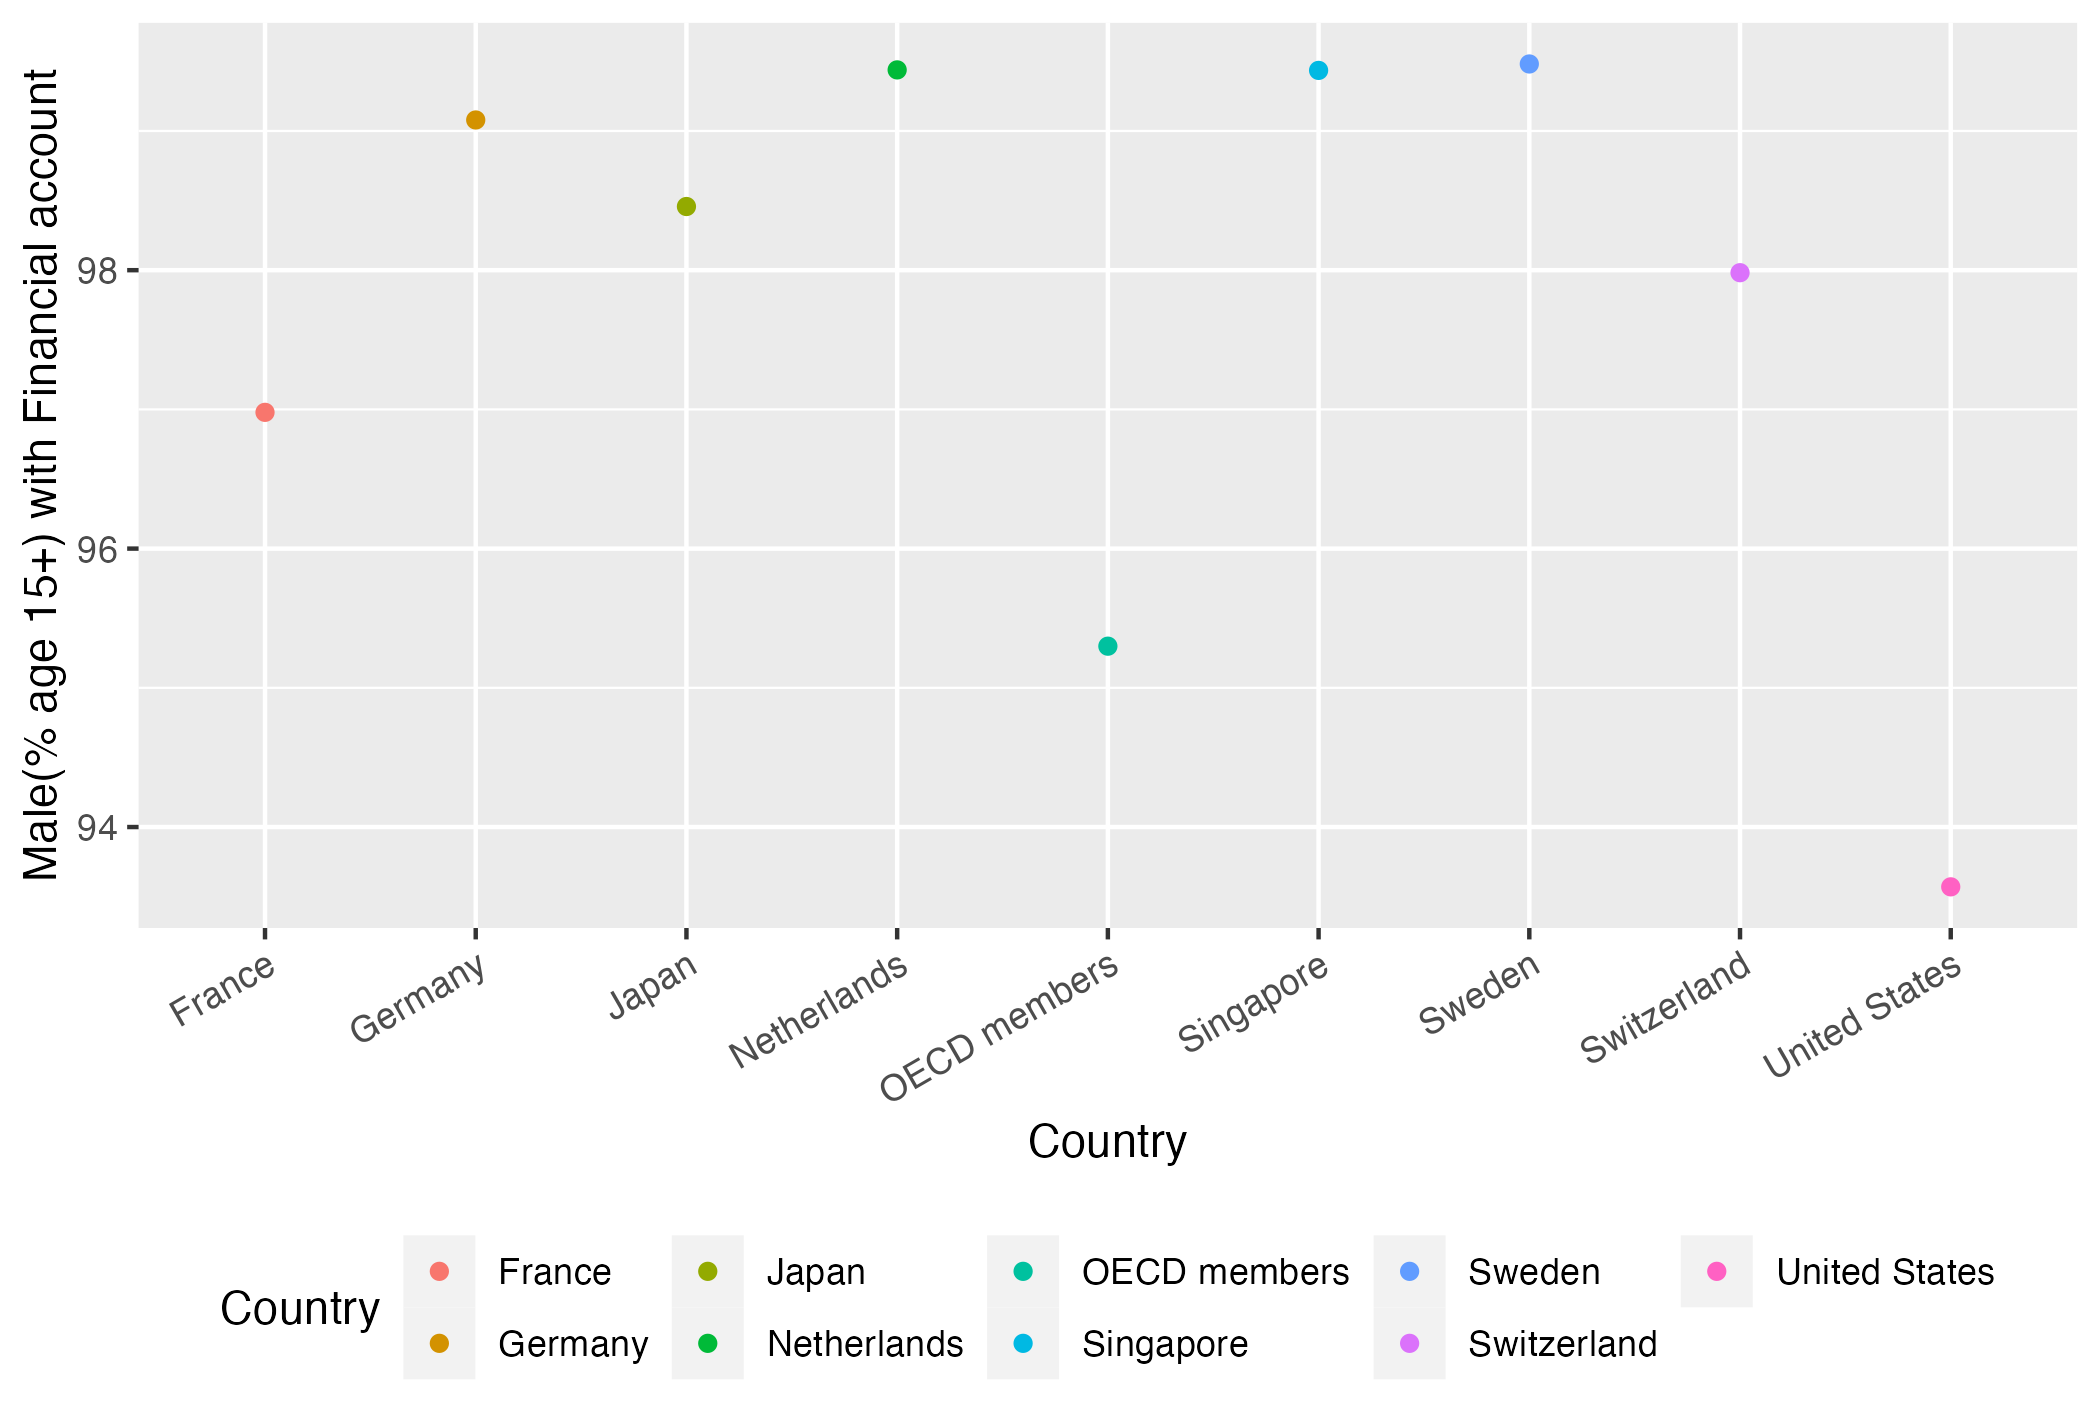 Male(% age 15+) with Financial account
98
96
94
France
Germany
Japan
Netherlands
OECD members
Singapore
Sweden
Switzerland
United States
Country
Country
France
Japan
OECD members
Sweden
United States
Germany
Netherlands
Singapore
Switzerland